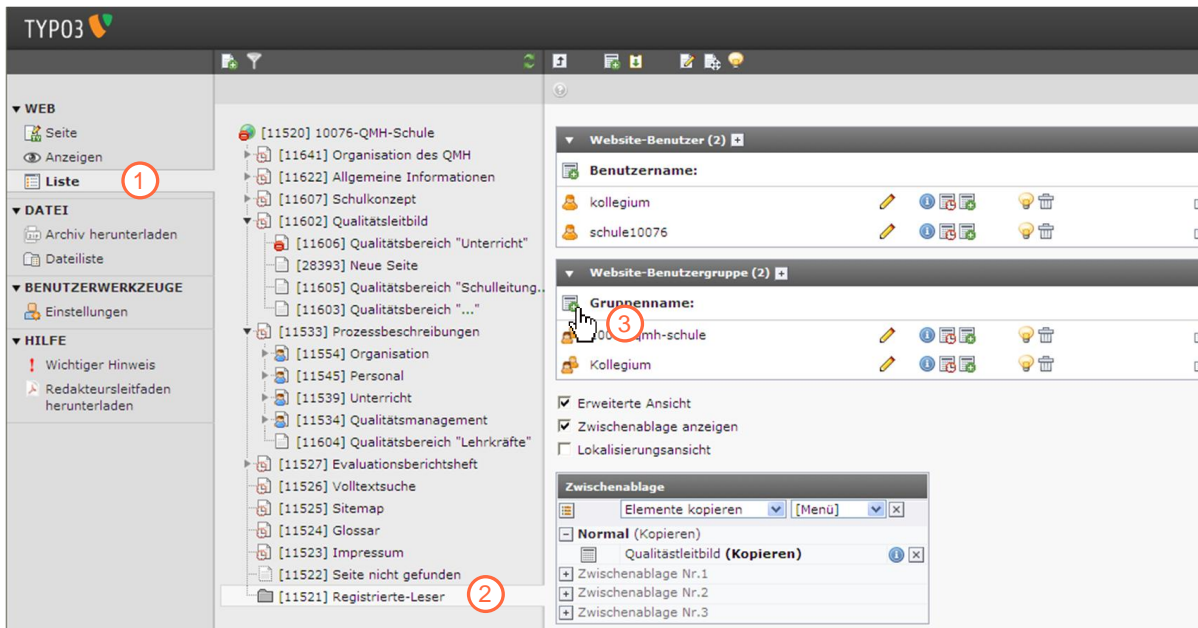 TYPO3
WEB
Seite
Anzeigen
Liste
1
DATEI
Archiv herunterladen
Dateiliste
BENUTZERWERKZEUGE
Einstellungen
HILFE
Wichtiger Hinweis
Redakteursleitfaden
herunterladen
[11520] 10076-QMH-Schule
[11641] Organisation des QMH
[11622] Allgemeine Informationen
[11607] Schulkonzept
[11602] Qualitätsleitbild
[11606] Qualitätsbereich "Unterricht"
[28393] Neue Seite
[11605] Qualitätsbereich "Schulleitung..
[11603] Qualitätsbereich "..."
[11533] Prozessbeschreibungen
[11554] Organisation
[11545] Personal
[11539] Unterricht
[11534] Qualitätsmanagement
[11604] Qualitätsbereich "Lehrkräfte"
[11527] Evaluationsberichtsheft
[11526] Volltextsuche
[11525] Sitemap
[11524] Glossar
[11523] Impressum
[11522] Seite nicht gefunden
[11521] Registrierte-Leser
2
Website-Benutzer (2)
Benutzername:
kollegium
schule10076
Website-Benutzergruppe (2)
Gruppenname:
3
qmh-schule
Kollegium
Erweiterte Ansicht
Zwischenablage anzeigen
Lokalisierungsansicht
Zwischenablage
Elemente kopieren [Menü]
Normal (Kopieren)
Qualitästleitbild (Kopieren)
Zwischenablage Nr.1
Zwischenablage Nr.2
Zwischenablage Nr.3